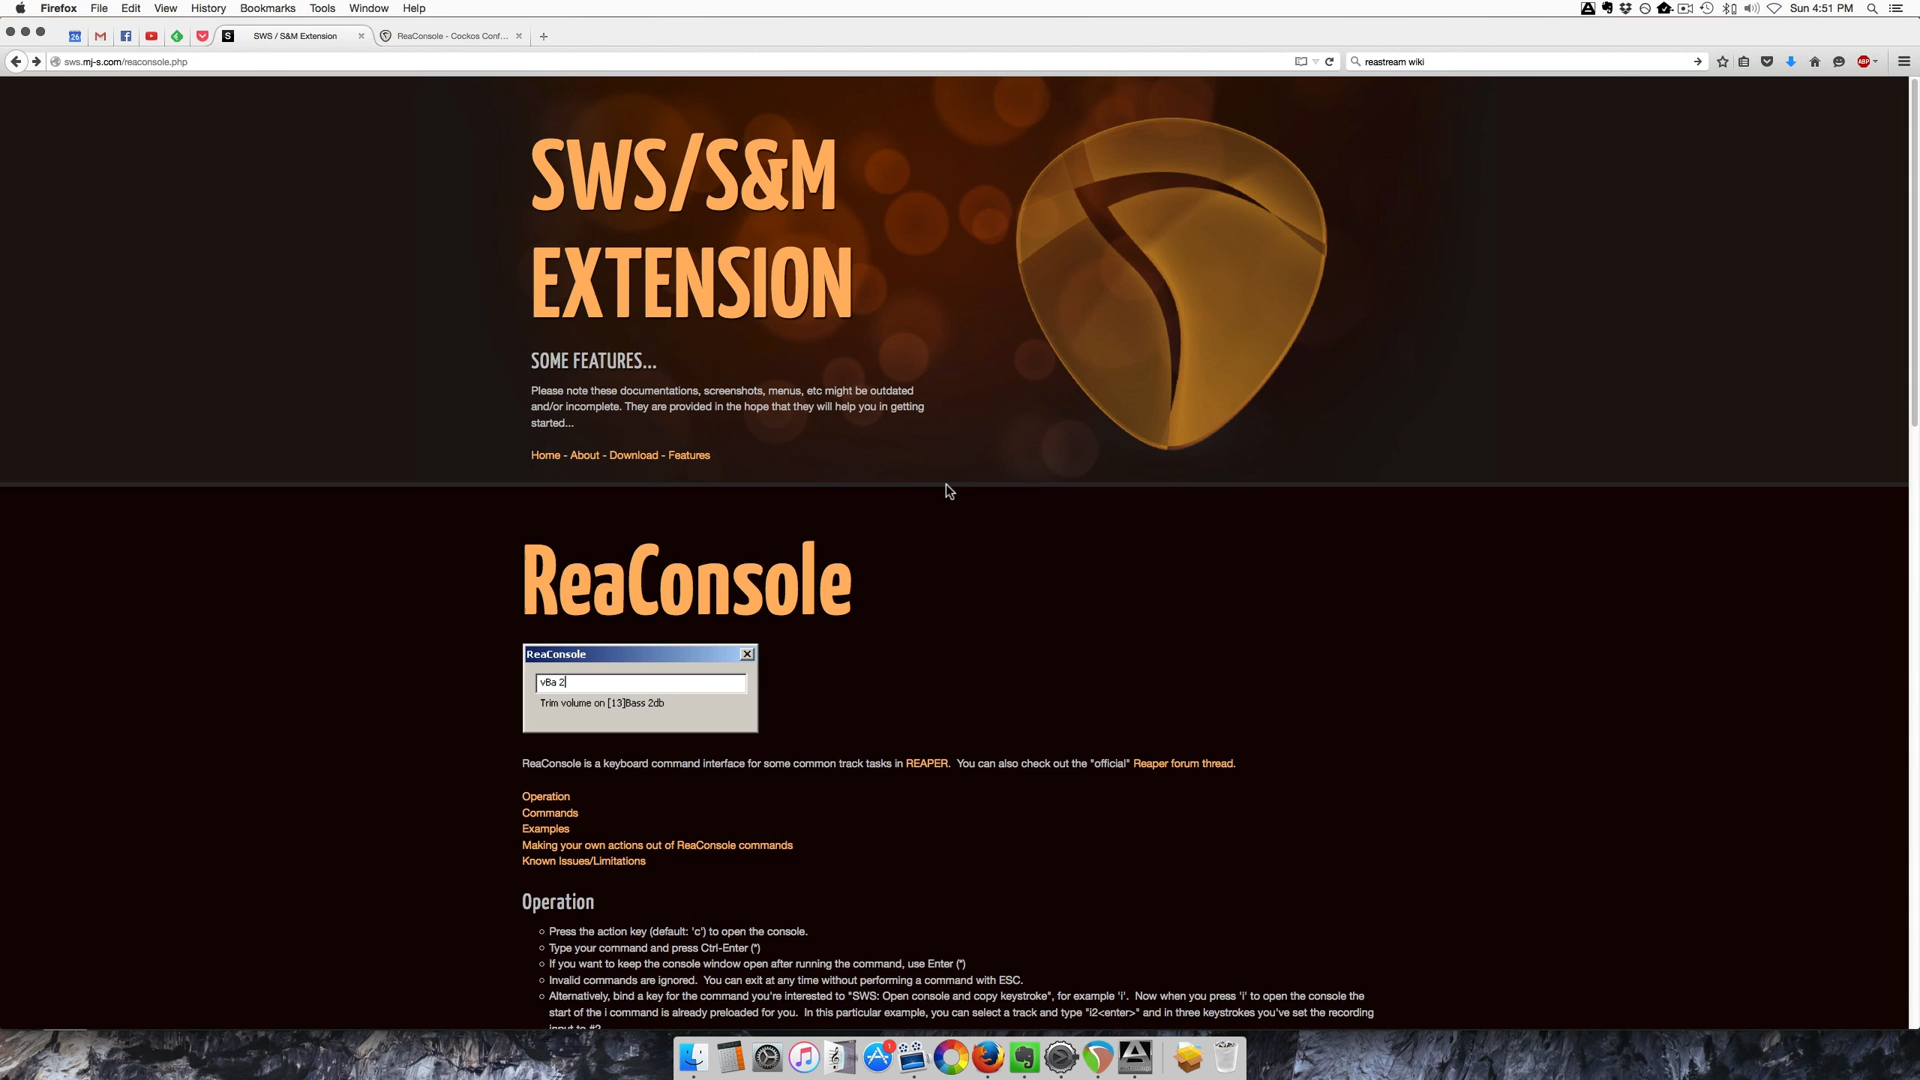 Firefox File Edit View History Bookmarks Tools Window Help
Sun 4:51 PM
26
S SWS / S&M Extension
ReaConsole - Cockos Conf...
sws.mj-s.com/reaconsole.php
reastream wiki
ABP
SWS/S&M
EXTENSION
SOME FEATURES...
Please note these documentations, screenshots, menus, etc might be outdated
and/or incomplete. They are provided in the hope that they will help you in getting
started...
Home - About - Download - Features
ReaConsole
ReaConsole
vBa 2
Trim volume on [13]Bass 2db
ReaConsole is a keyboard command interface for some common track tasks in REAPER. You can also check out the "official" Reaper forum thread.
Operation
Commands
Examples
Making your own actions out of ReaConsole commands
Known Issues/Limitations
Operation
Press the action key (default: 'c') to open the console.
Type your command and press Ctrl-Enter (*)
If you want to keep the console window open after running the command, use Enter (*)
Invalid commands are ignored. You can exit at any time without performing a command with ESC.
Alternatively, bind a key for the command you're interested to "SWS: Open console and copy keystroke", for example 'i'. Now when you press 'i' to open the console the
start of the i command is already preloaded for you. In this particular example, you can select a track and type "i2<enter>" and in three keystrokes you've set the recording
input to #2.
1